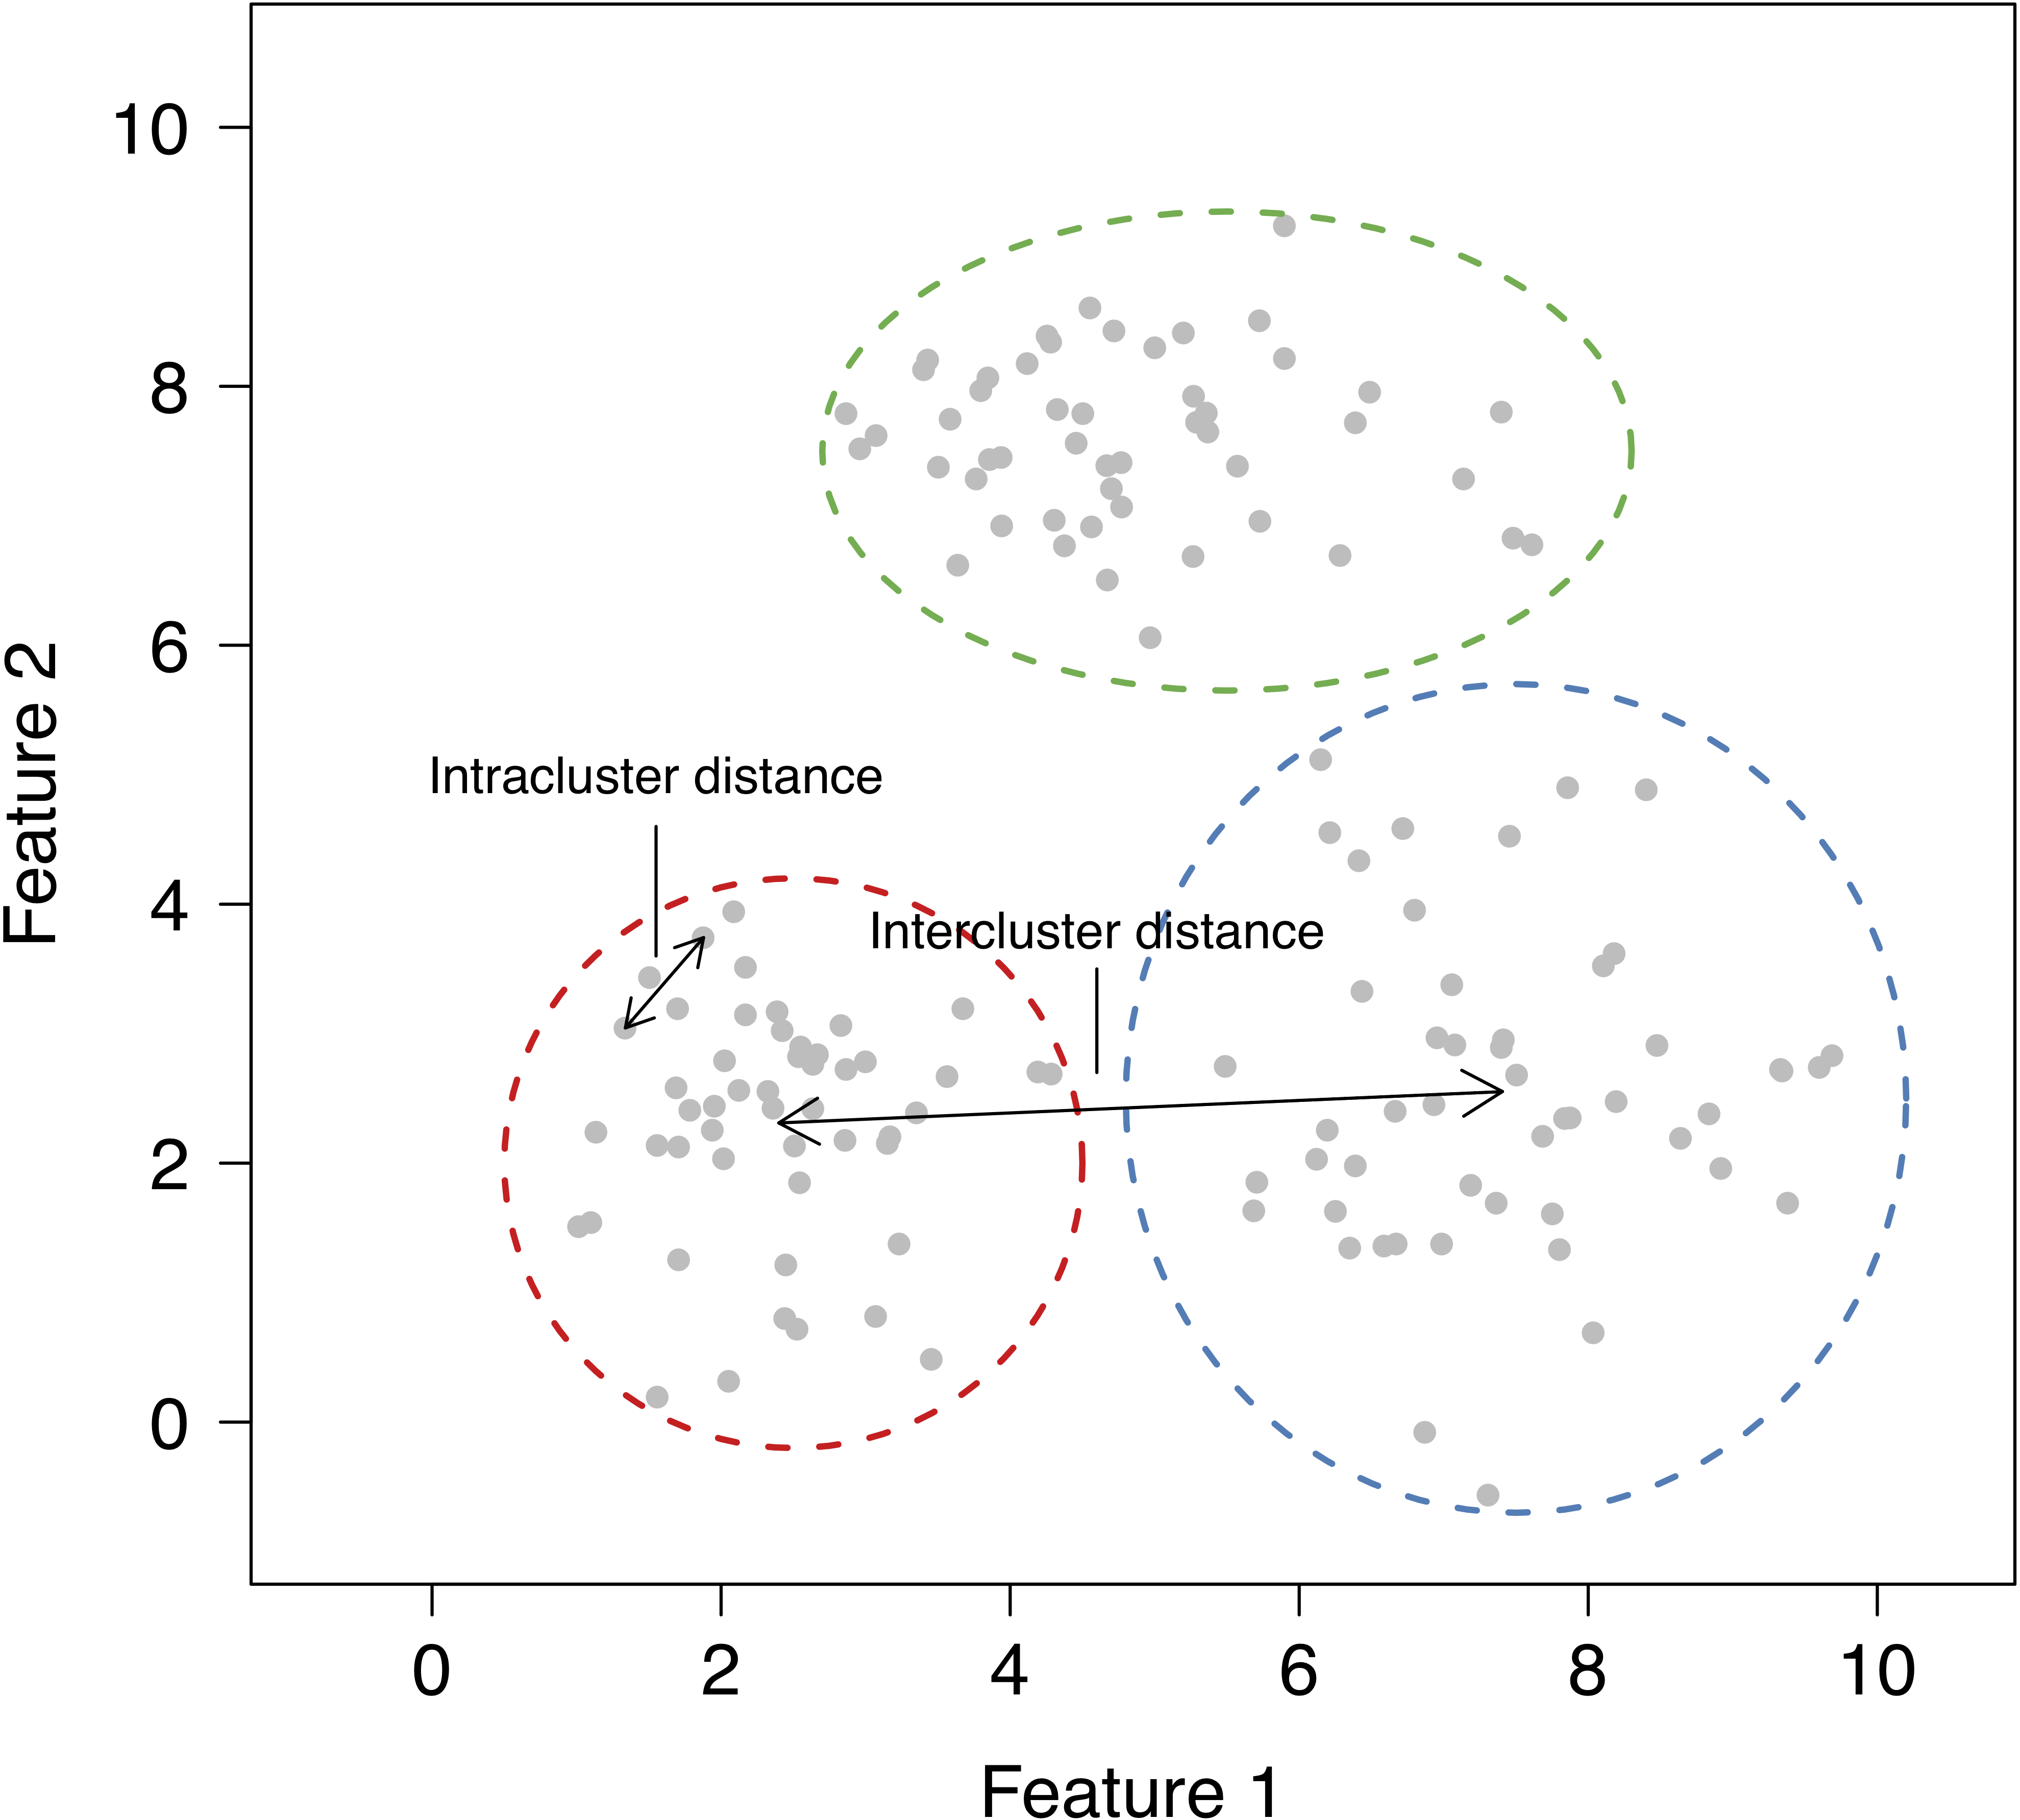 10
8
6
4
2
0
Feature 2
Intracluster distance
Intercluster distance
0 2 4 6 8 10
Feature 1